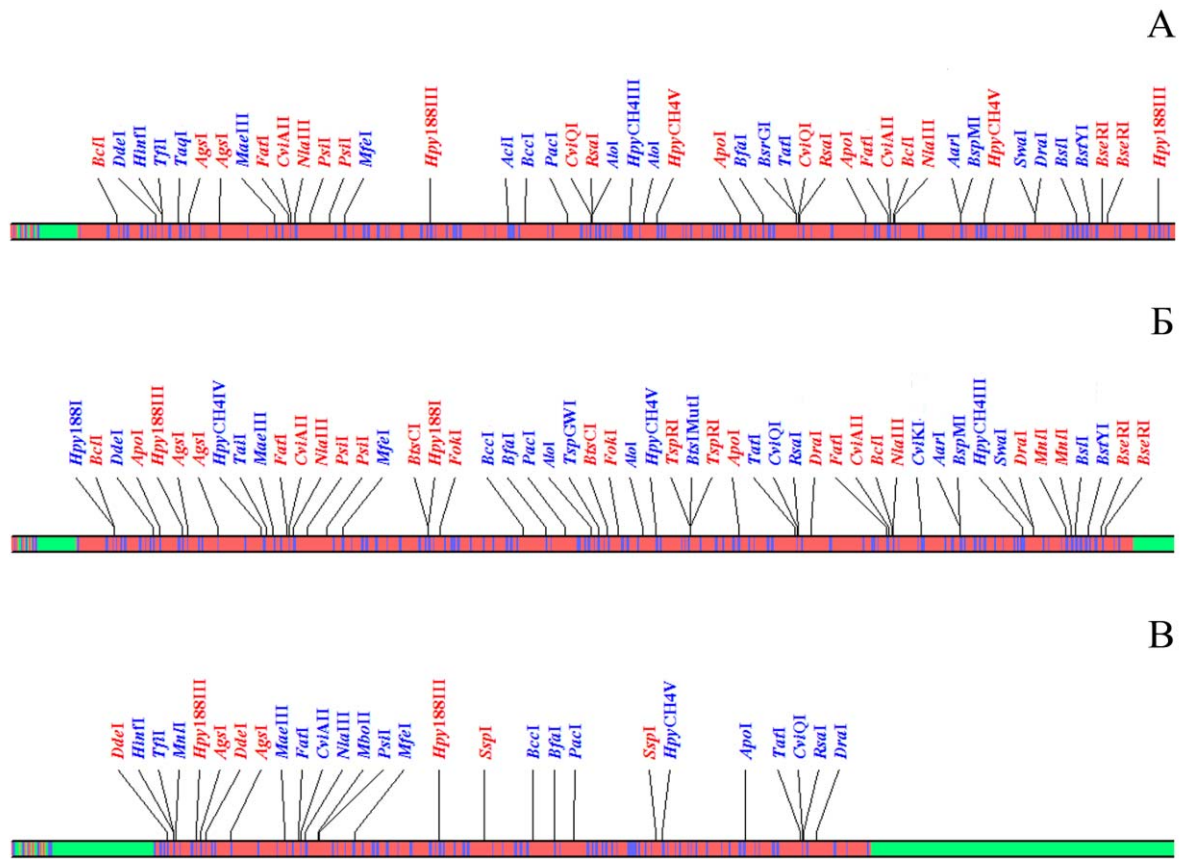 А
BclI DdeI HinfI TfiI TaqI AgsI AgsI MaeIII FatI CviAII NlaIII PsiI PsiI MfeI Hpy188III AciI BccI PacI CviQI RsaI AloI HpyCH4III AloI HpyCH4V ApoI BfaI BsrGI TatI CviQI RsaI ApoI FatI CviAII BclI NlaIII AarI BspMI HpyCH4V SwaI DraI BslI BstYI BseRI BseRI Hpy188III
Б
Hpy188I BclI DdeI ApoI Hpy188III AgsI AgsI HpyCH4IV TaiI MaeIII FatI CviAII NlaIII PsiI PsiI MfeI BtsCI Hpy188I FokI BccI BfaI PacI AloI TspGWI BtsCI FokI AloI HpyCH4V TspRI BtsIMutI TspRI ApoI TatI CviQI RsaI DraI FatI CviAII BclI NlaIII CviKI AarI BspMI HpyCH4III SwaI DraI MnlI MnlI BslI BstYI BseRI BseRI
В
DdeI HinfI TfiI MnlI Hpy188III AgsI DdeI AgsI MaeIII FatI CviAII NlaIII MboII PsiI MfeI Hpy188III SspI BccI BfaI PacI SspI HpyCH4V ApoI TatI CviQI RsaI DraI